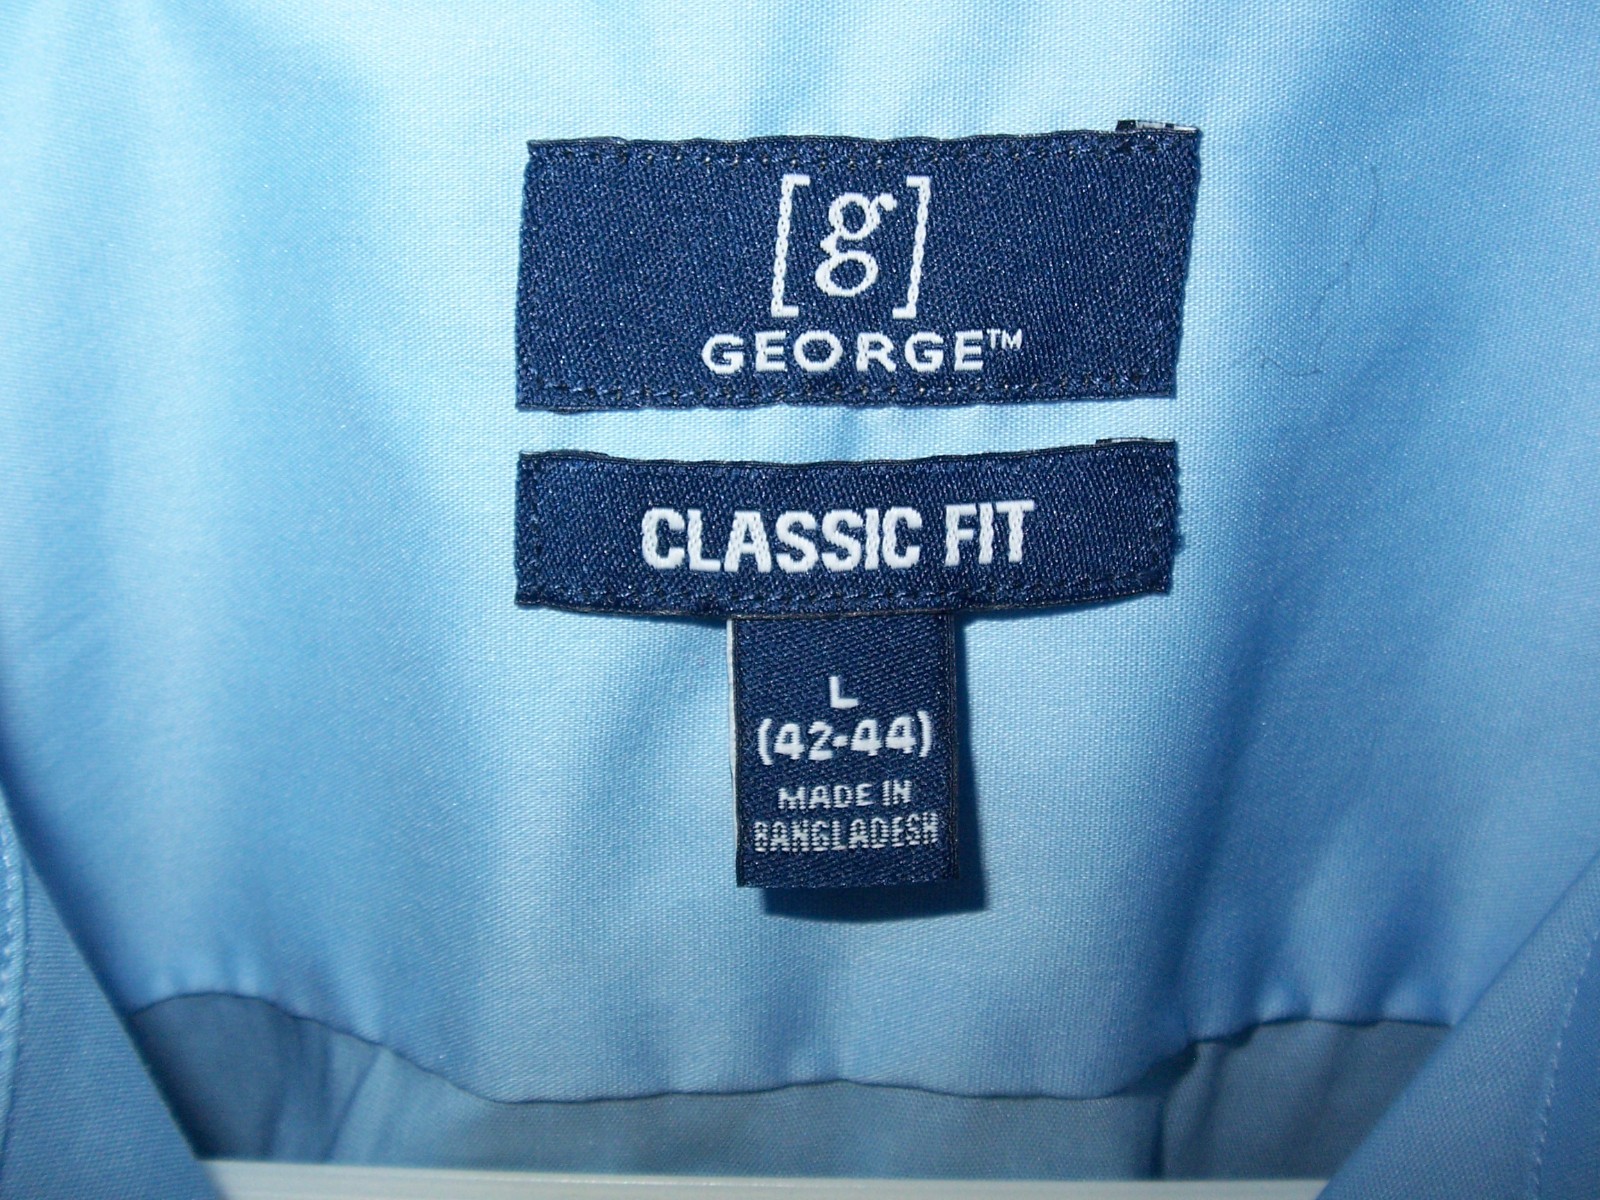 [g]
GEORGE™
CLASSIC FIT
L
(42-44)
MADE IN
BANGLADESH